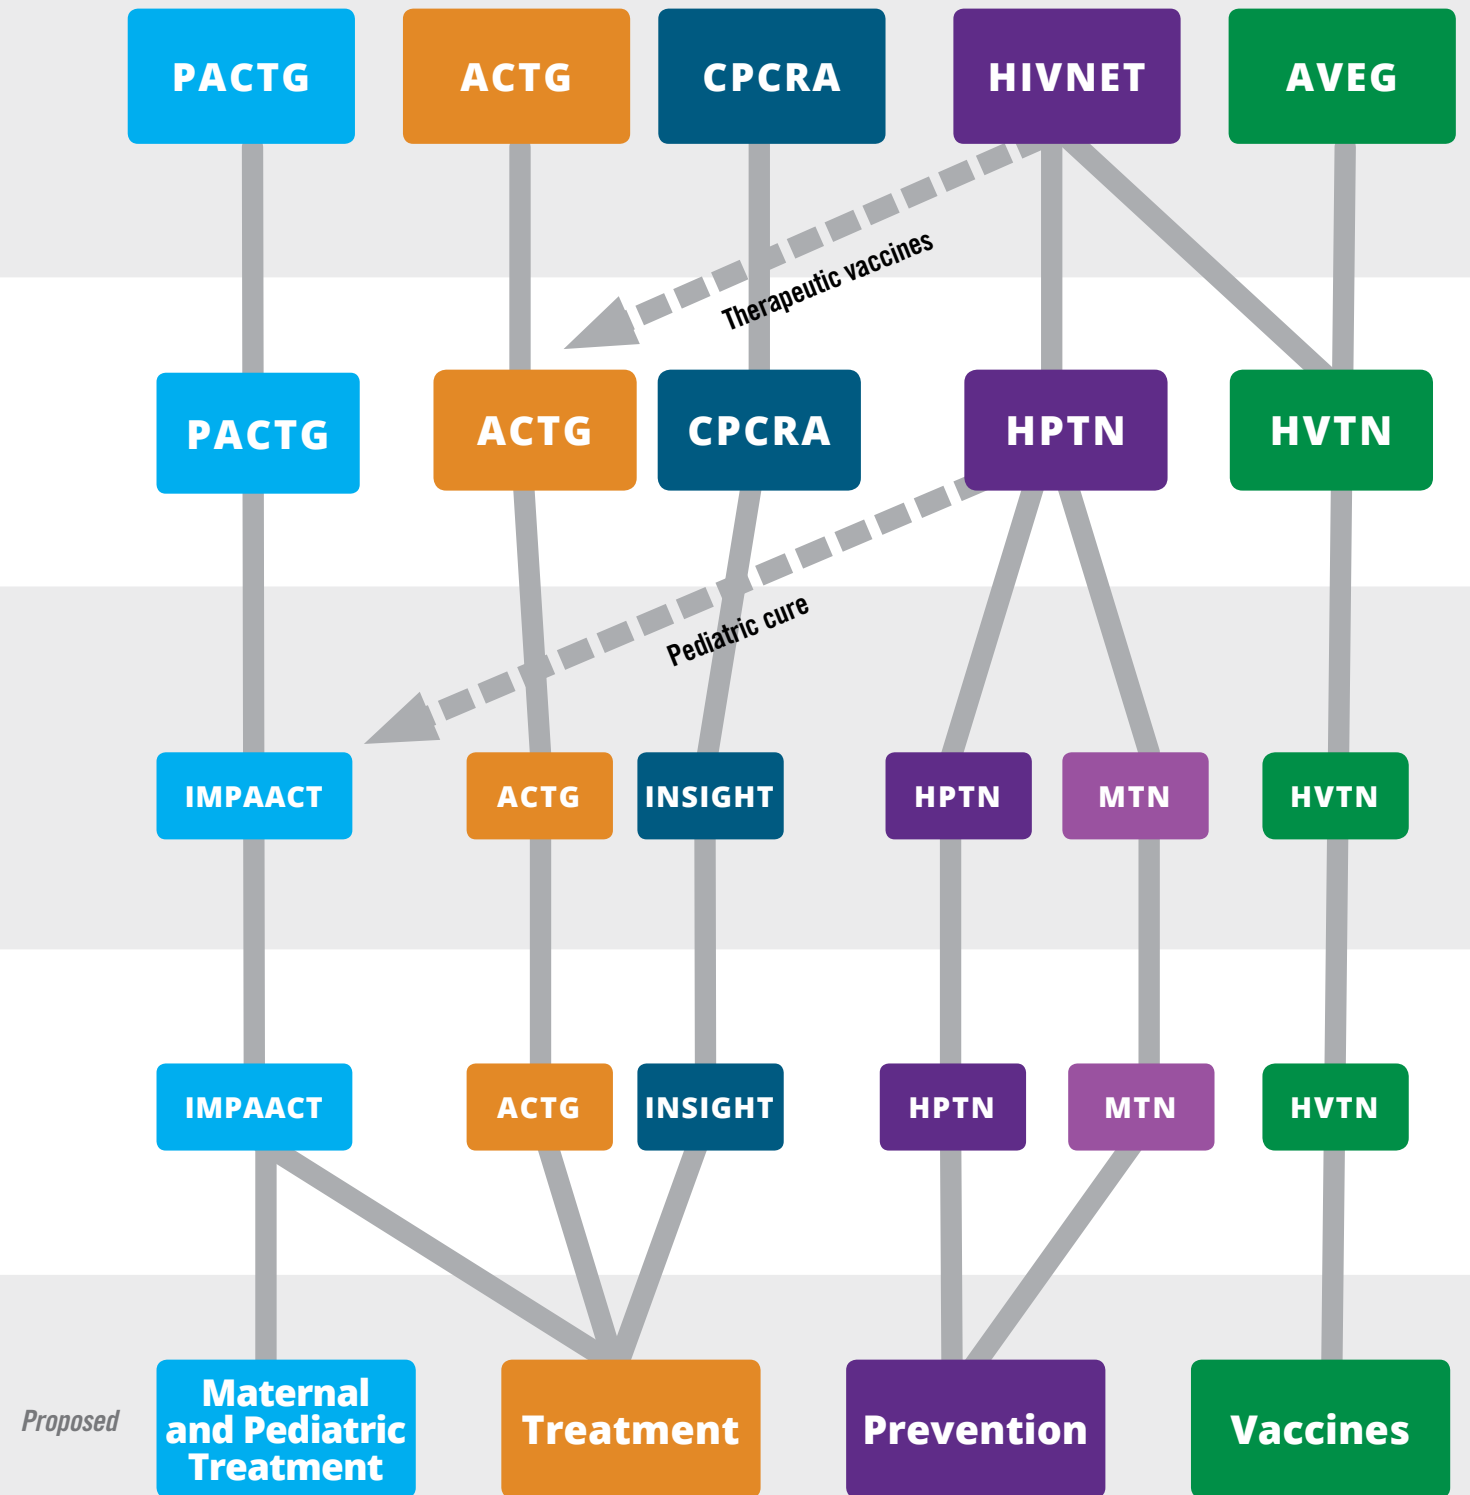 PACTG
ACTG
CPCRA
HIVNET
AVEG
Therapeutic vaccines
PACTG
ACTG
CPCRA
HPTN
HVTN
Pediatric cure
IMPAACT
ACTG
INSIGHT
HPTN
MTN
HVTN
IMPAACT
ACTG
INSIGHT
HPTN
MTN
HVTN
Proposed
Maternal
and Pediatric
Treatment
Treatment
Prevention
Vaccines